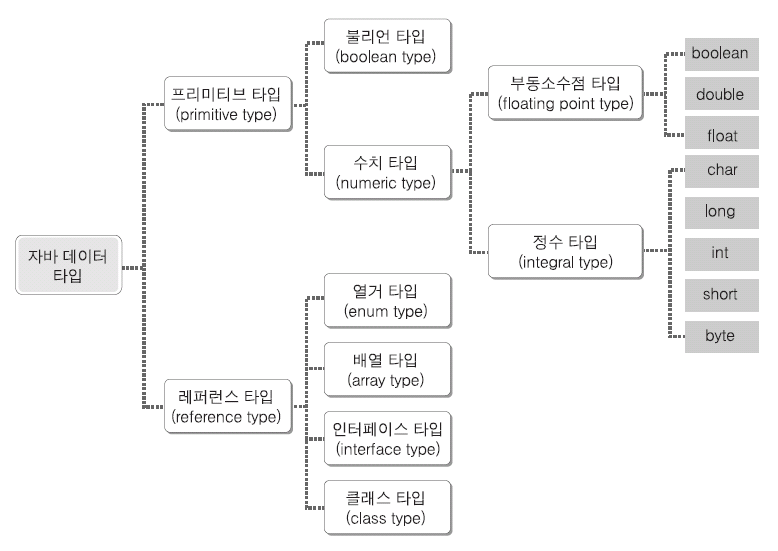 자바 데이터
타입
프리미티브 타입
(primitive type)
레퍼런스 타입
(reference type)
불리언 타입
(boolean type)
수치 타입
(numeric type)
열거 타입
(enum type)
배열 타입
(array type)
인터페이스 타입
(interface type)
클래스 타입
(class type)
부동소수점 타입
(floating point type)
정수 타입
(integral type)
boolean
double
float
char
long
int
short
byte